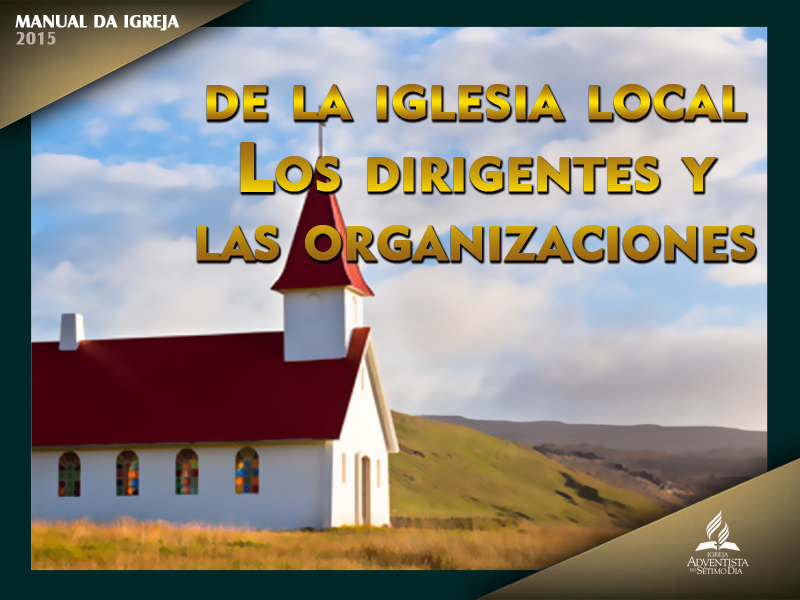 MANUAL DA IGREJA
2015
DE LA IGLESIA LOCAL
LOS DIRIGENTES Y
LAS ORGANIZACIONES
IGREJA
ADVENTISTA
DO SÉTIMO DIA